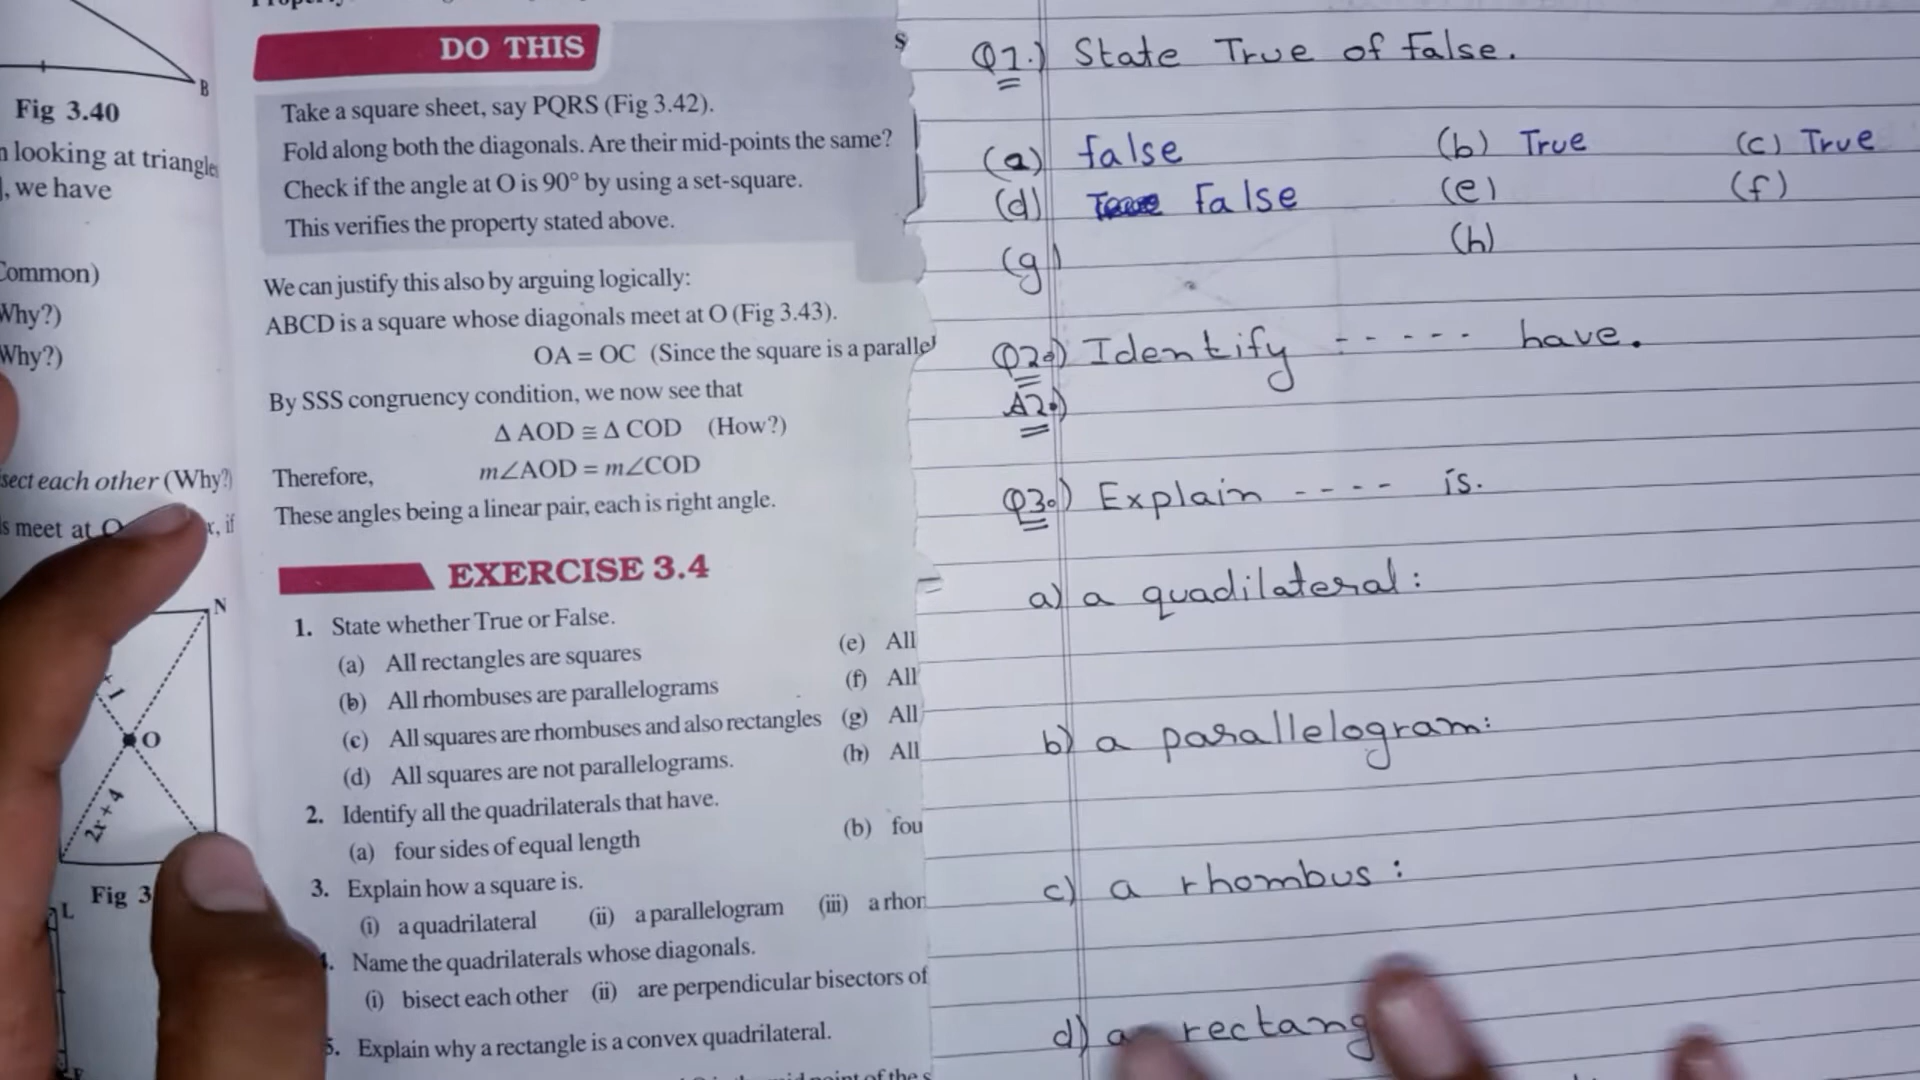 B
Fig 3.40
looking at triangles
, we have
Common)
Why?)
Why?)
sect each other (Why?)
s meet at O
x, if
N
O
2x + 4
Fig 3
L
DO THIS
Take a square sheet, say PQRS (Fig 3.42).
Fold along both the diagonals. Are their mid-points the same?
Check if the angle at O is 90° by using a set-square.
This verifies the property stated above.
We can justify this also by arguing logically:
ABCD is a square whose diagonals meet at O (Fig 3.43).
OA = OC (Since the square is a parallel
By SSS congruency condition, we now see that
Δ AOD ≅ Δ COD (How?)
Therefore, m∠AOD = m∠COD
These angles being a linear pair, each is right angle.
EXERCISE 3.4
1. State whether True or False.
(a) All rectangles are squares (e) All
(b) All rhombuses are parallelograms (f) All
(c) All squares are rhombuses and also rectangles (g) All
(d) All squares are not parallelograms. (h) All
2. Identify all the quadrilaterals that have.
(a) four sides of equal length (b) fou
3. Explain how a square is.
(i) a quadrilateral (ii) a parallelogram (iii) a rhom
. Name the quadrilaterals whose diagonals.
(i) bisect each other (ii) are perpendicular bisectors of
5. Explain why a rectangle is a convex quadrilateral.
S
Q1.) State True of False.
(a) false (b) True (c) True
(d) False (e) (f)
(g) (h)
Q2.) Identify ----- have.
A2.)
Q3.) Explain ---- is.
a) a quadilateral:
b) a parallelogram:
c) a rhombus:
d) a rectang